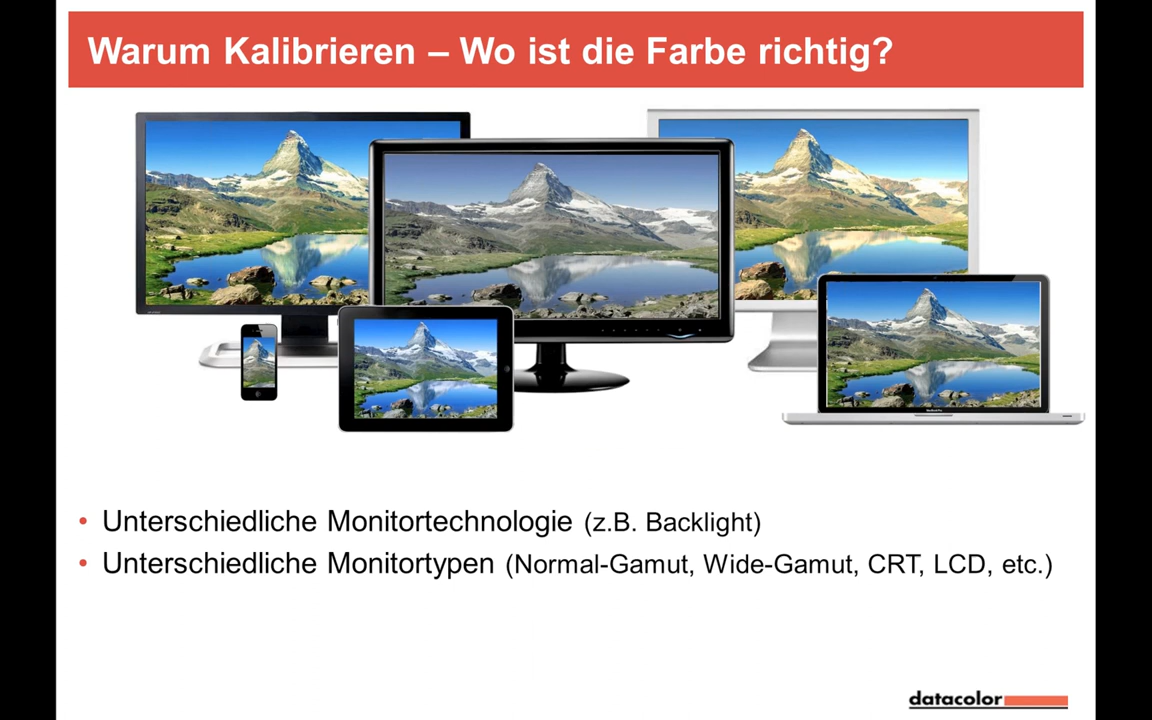 Warum Kalibrieren – Wo ist die Farbe richtig?
• Unterschiedliche Monitortechnologie (z.B. Backlight)
• Unterschiedliche Monitortypen (Normal-Gamut, Wide-Gamut, CRT, LCD, etc.)
datacolor